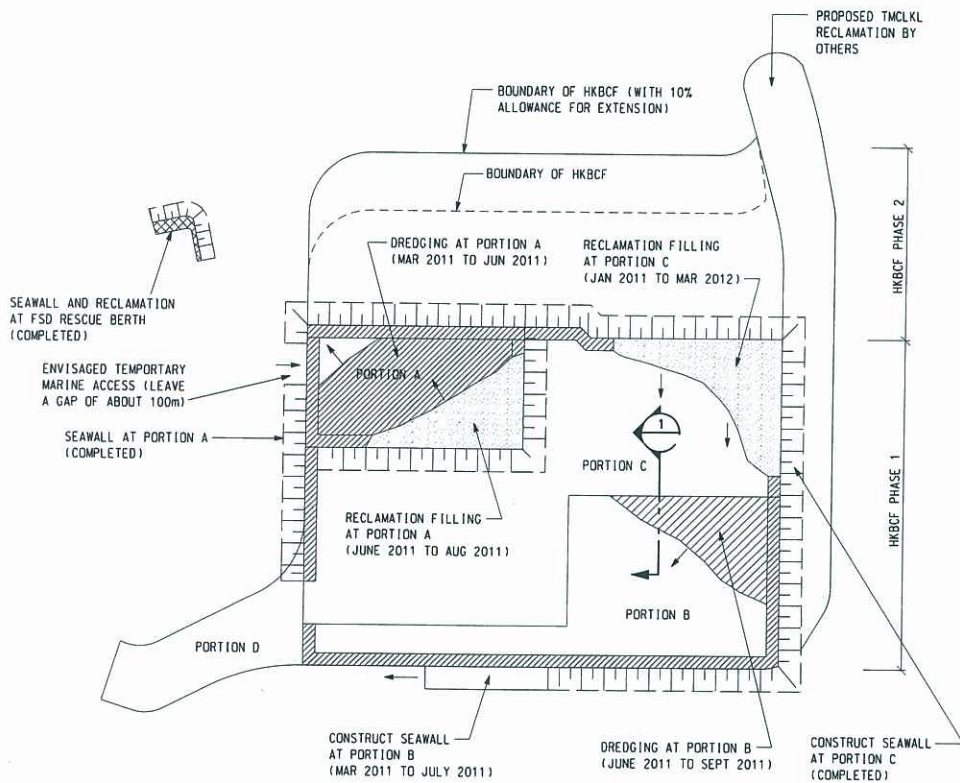 PROPOSED TMCLKL
RECLAMATION BY
OTHERS
BOUNDARY OF HKBCF (WITH 10%
ALLOWANCE FOR EXTENSION)
BOUNDARY OF HKBCF
DREDGING AT PORTION A
(MAR 2011 TO JUN 2011)
RECLAMATION FILLING
AT PORTION C
(JAN 2011 TO MAR 2012)
HKBCF PHASE 2
SEAWALL AND RECLAMATION
AT FSD RESCUE BERTH
(COMPLETED)
ENVISAGED TEMPORTARY
MARINE ACCESS (LEAVE
A GAP OF ABOUT 100m)
SEAWALL AT PORTION A
(COMPLETED)
PORTION A
1
PORTION C
HKBCF PHASE 1
RECLAMATION FILLING
AT PORTION A
(JUNE 2011 TO AUG 2011)
PORTION B
PORTION D
CONSTRUCT SEAWALL
AT PORTION B
(MAR 2011 TO JULY 2011)
DREDGING AT PORTION B
(JUNE 2011 TO SEPT 2011)
CONSTRUCT SEAWALL
AT PORTION C
(COMPLETED)